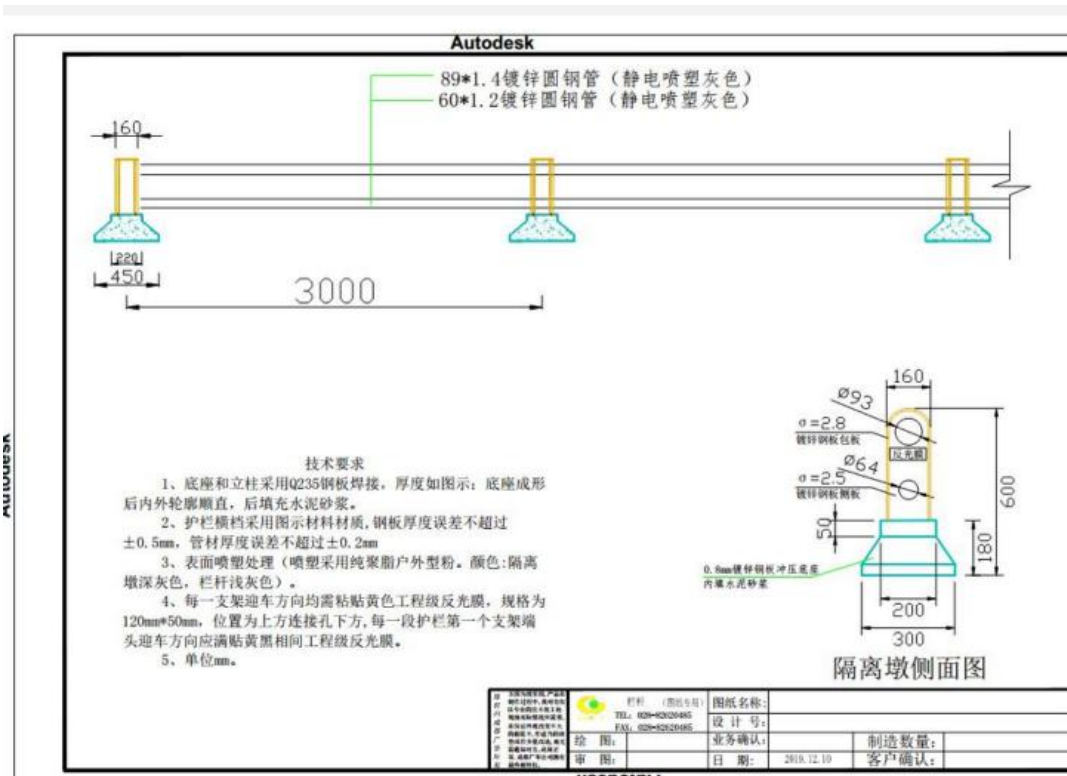 Autodesk
89*1.4镀锌圆钢管（静电喷塑灰色）
60*1.2镀锌圆钢管（静电喷塑灰色）
160
220
450
3000
Autodesk
160
Ø93
σ=2.8
镀锌钢板包板
反光膜
Ø64
σ=2.5
镀锌钢板侧板
600
50
180
0.8mm镀锌钢板冲压底座
内填水泥砂浆
200
300
隔离墩侧面图
技术要求
1、底座和立柱采用Q235钢板焊接，厚度如图示；底座成形
后内外轮廓顺直，后填充水泥砂浆。
2、护栏横档采用图示材料材质,钢板厚度误差不超过
±0.5mm，管材厚度误差不超过±0.2mm
3、表面喷塑处理（喷塑采用纯聚脂户外型粉。颜色:隔离
墩深灰色，栏杆浅灰色）。
4、每一支架迎车方向均需粘贴黄色工程级反光膜，规格为
120mm*50mm，位置为上方连接孔下方,每一段护栏第一个支架端
头迎车方向应满贴黄黑相间工程级反光膜。
5、单位mm。
（图纸专用）
TEL: 028-82620485
FAX: 028-82620485
图纸名称:
设 计 号:
绘 图:
业务确认:
制造数量:
审 图:
日 期:
2019.12.10
客户确认: